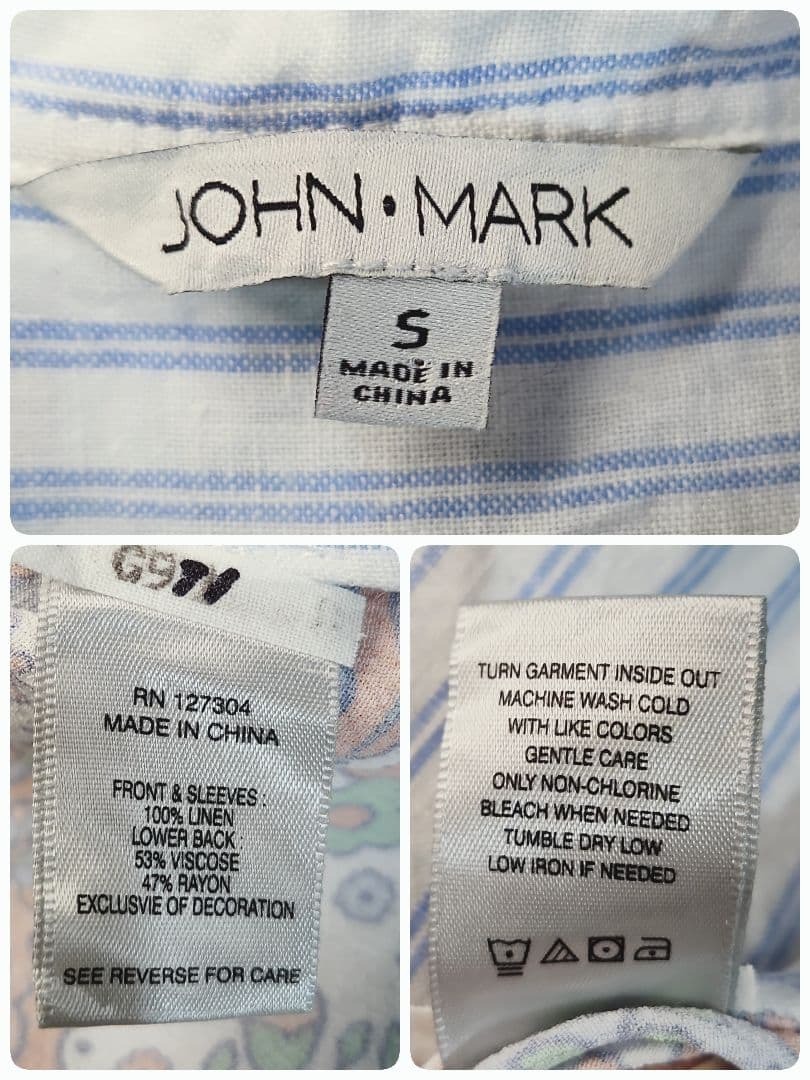 JOHN•MARK
S
MADE IN
CHINA
G971
RN 127304
MADE IN CHINA
FRONT & SLEEVES :
100% LINEN
LOWER BACK :
53% VISCOSE
47% RAYON
EXCLUSVIE OF DECORATION
SEE REVERSE FOR CARE
TURN GARMENT INSIDE OUT
MACHINE WASH COLD
WITH LIKE COLORS
GENTLE CARE
ONLY NON-CHLORINE
BLEACH WHEN NEEDED
TUMBLE DRY LOW
LOW IRON IF NEEDED